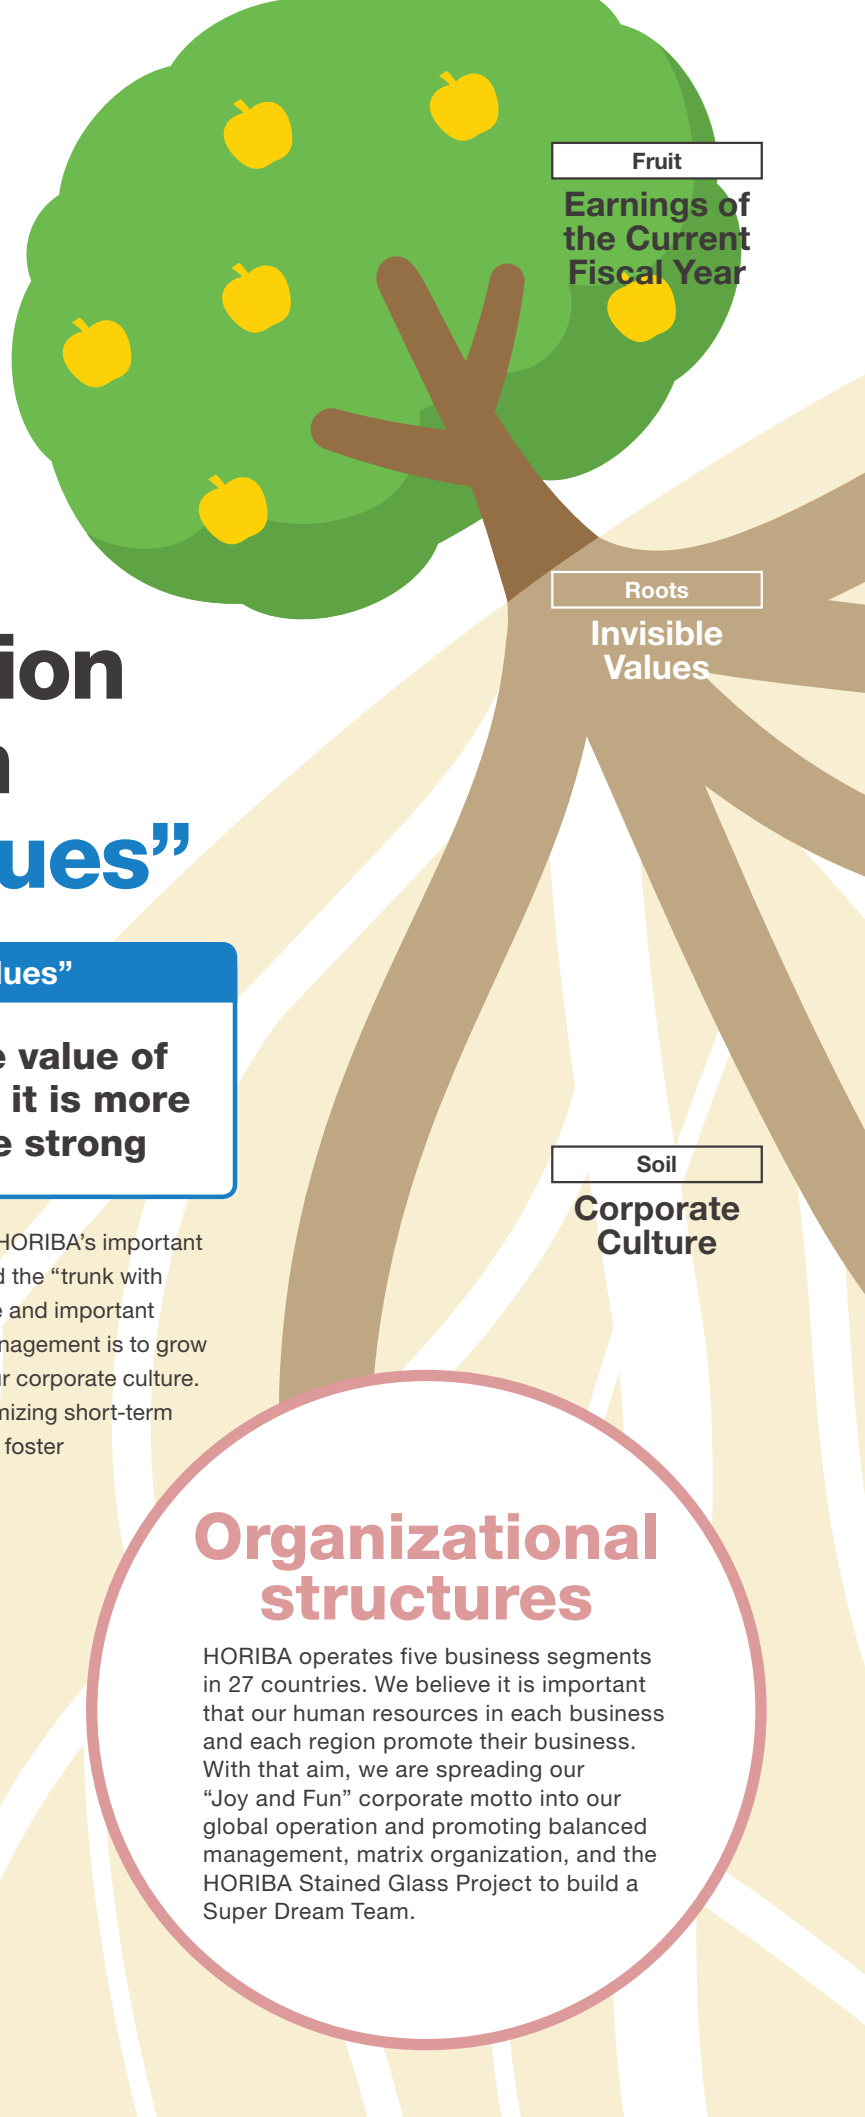 Fruit
Earnings of
the Current
Fiscal Year
Roots
Invisible
Values
ion
ues”
lues”
e value of
it is more
e strong
Soil
Corporate
Culture
HORIBA’s important
d the “trunk with
e and important
nagement is to grow
ur corporate culture.
mizing short-term
foster
Organizational
structures
HORIBA operates five business segments
in 27 countries. We believe it is important
that our human resources in each business
and each region promote their business.
With that aim, we are spreading our
“Joy and Fun” corporate motto into our
global operation and promoting balanced
management, matrix organization, and the
HORIBA Stained Glass Project to build a
Super Dream Team.